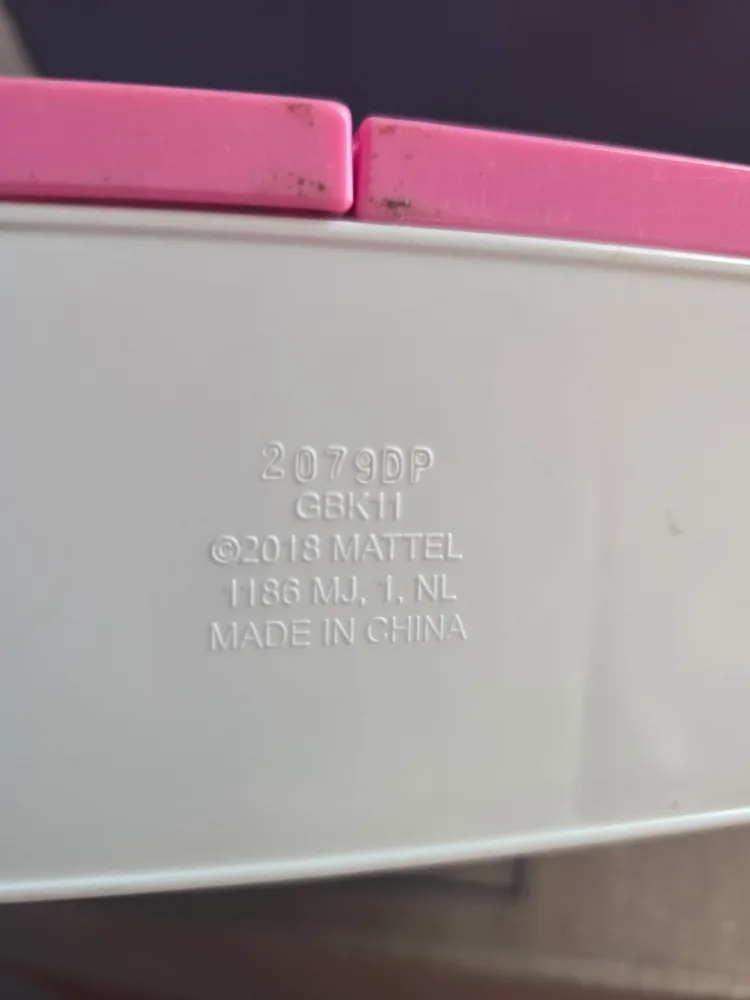 2079DP
GBK11
©2018 MATTEL
1186 MJ, 1, NL
MADE IN CHINA